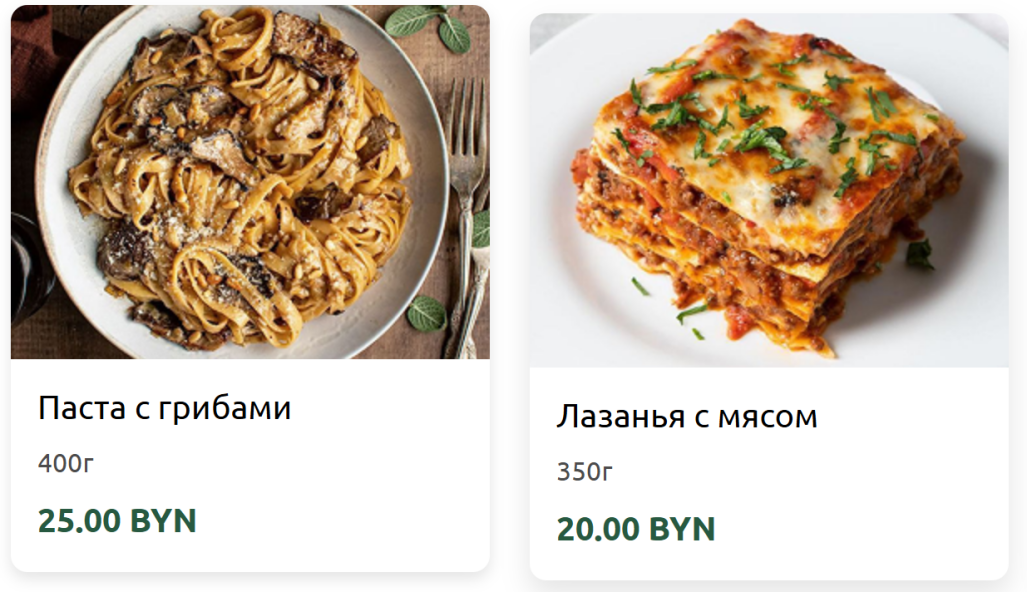 Паста с грибами
400г
25.00 BYN
Лазанья с мясом
350г
20.00 BYN